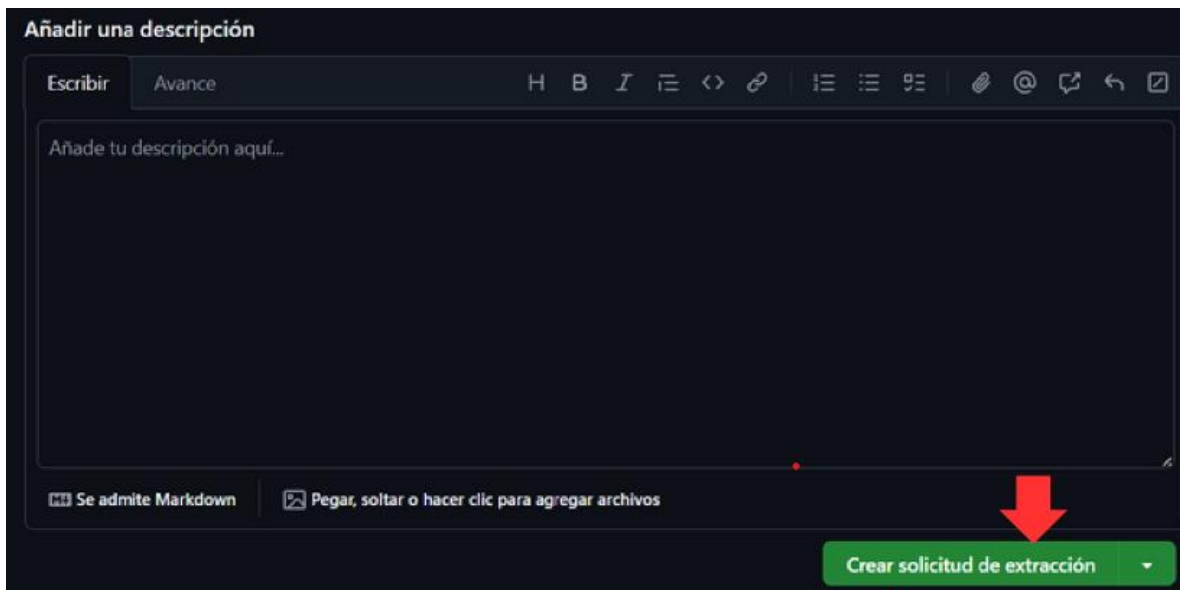 Añadir una descripción
Escribir Avance H B I <> @
Añade tu descripción aquí...
Se admite Markdown Pegar, soltar o hacer clic para agregar archivos
Crear solicitud de extracción